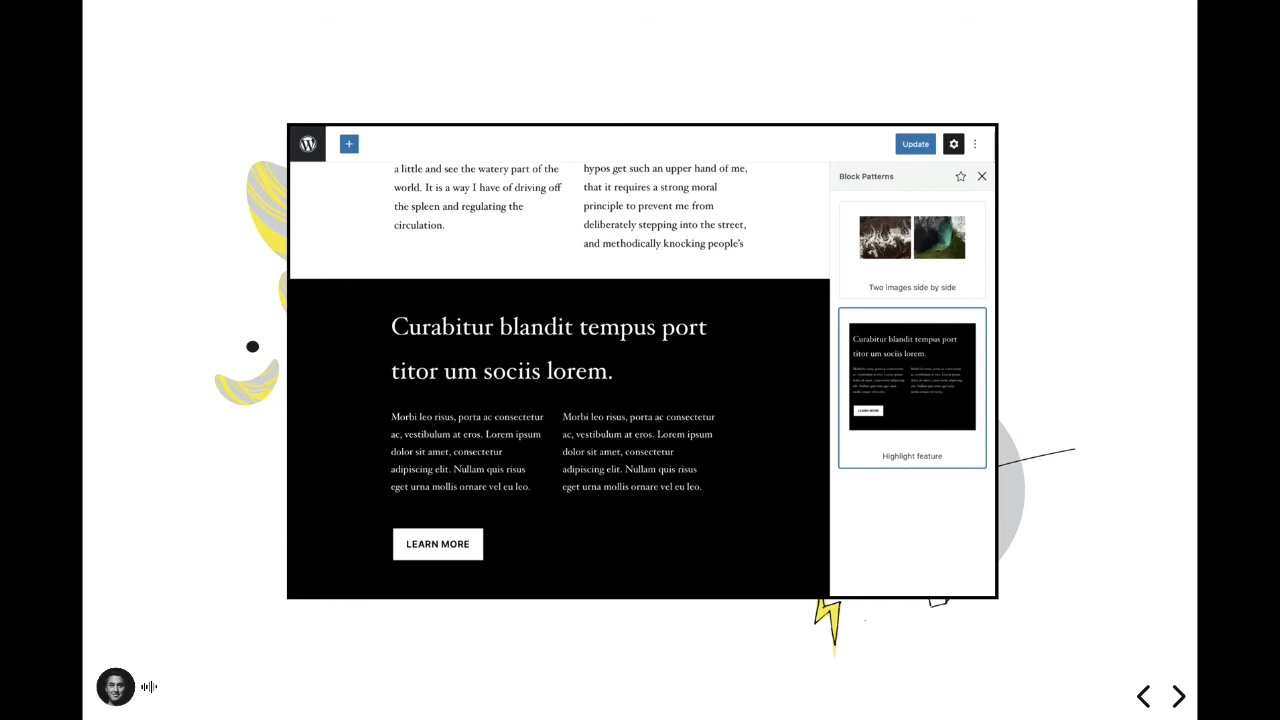 Update
Block Patterns
a little and see the watery part of the
world. It is a way I have of driving off
the spleen and regulating the
circulation.
hypos get such an upper hand of me,
that it requires a strong moral
principle to prevent me from
deliberately stepping into the street,
and methodically knocking people's
Curabitur blandit tempus port
titor um sociis lorem.
Morbi leo risus, porta ac consectetur
ac, vestibulum at eros. Lorem ipsum
dolor sit amet, consectetur
adipiscing elit. Nullam quis risus
eget urna mollis ornare vel eu leo.
Morbi leo risus, porta ac consectetur
ac, vestibulum at eros. Lorem ipsum
dolor sit amet, consectetur
adipiscing elit. Nullam quis risus
eget urna mollis ornare vel eu leo.
LEARN MORE
Two images side by side
Curabitur blandit tempus port
titor um sociis lorem.
LEARN MORE
Highlight feature